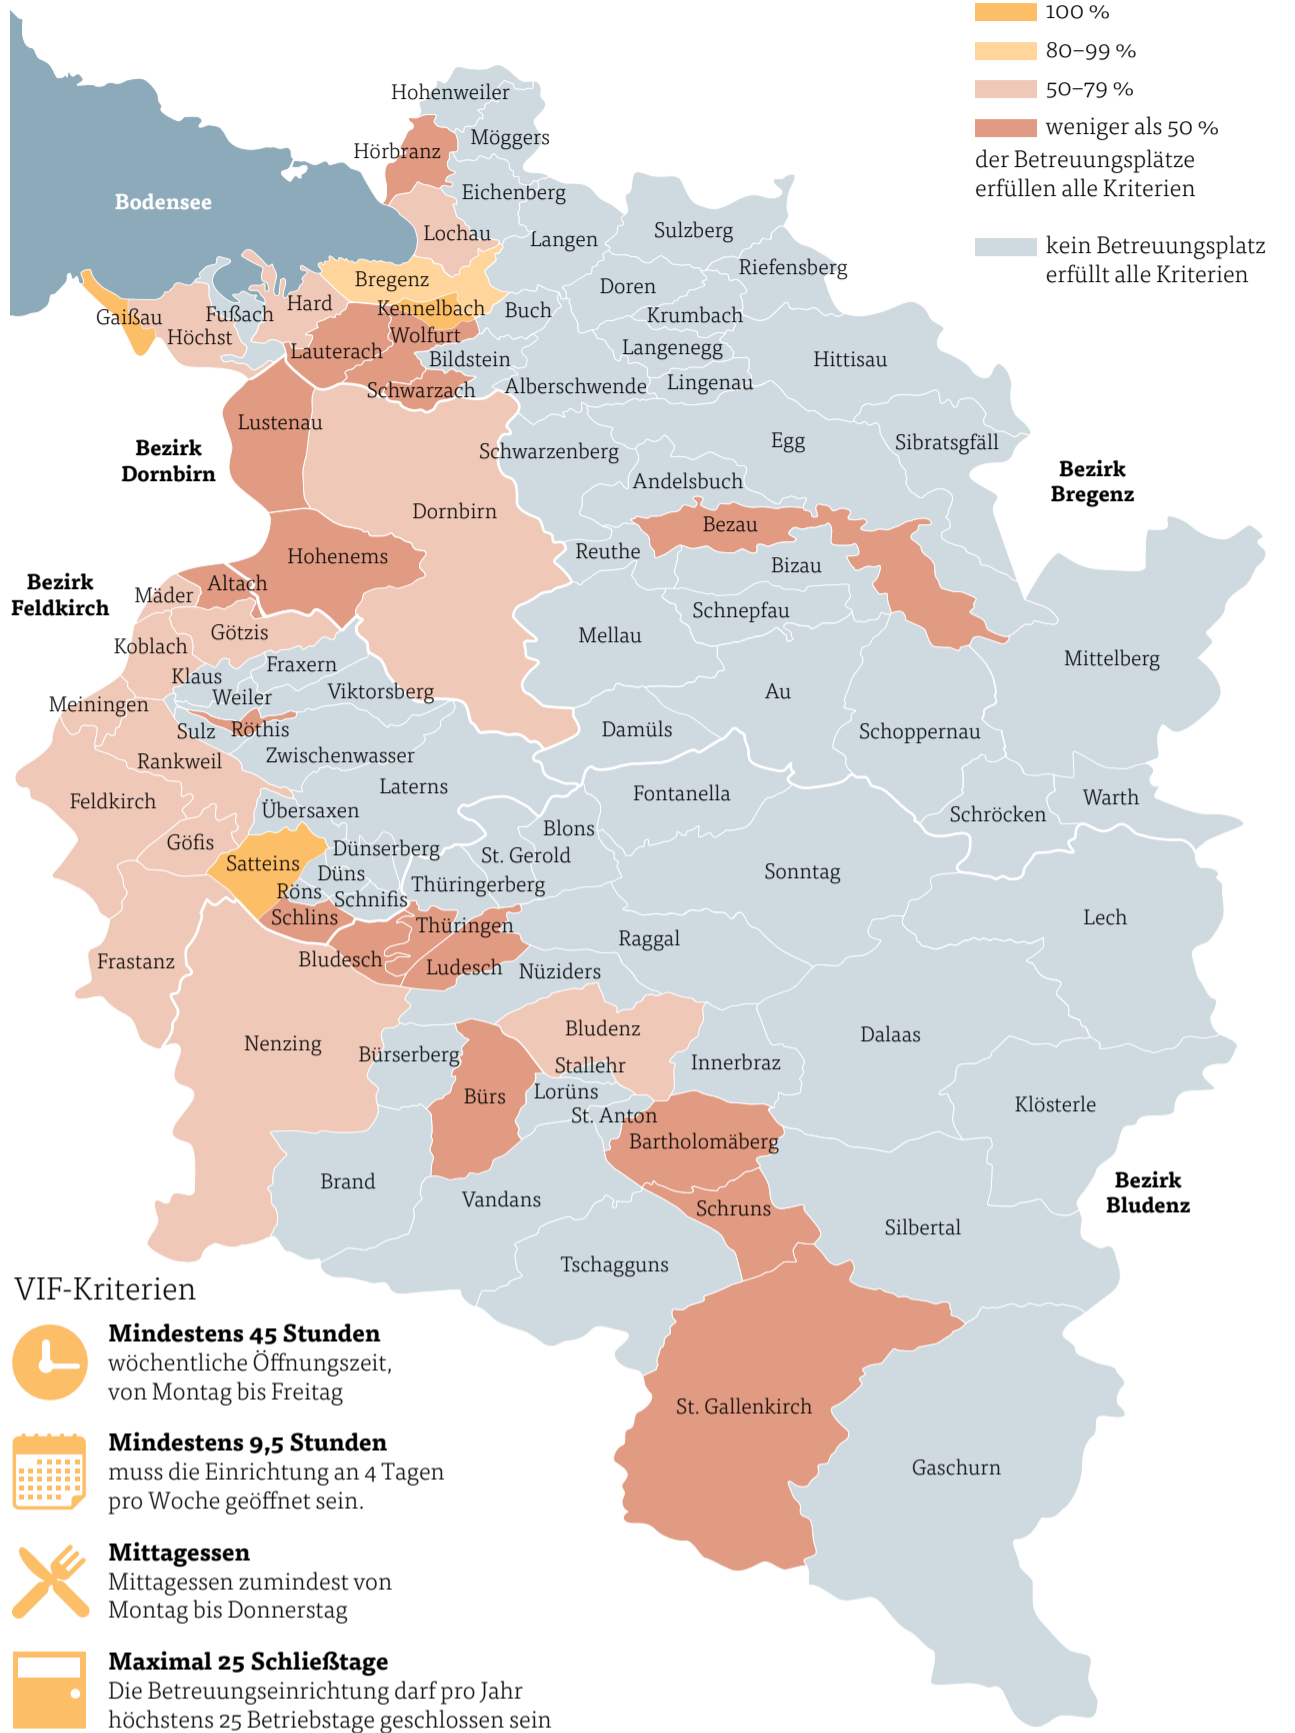 100 %
80–99 %
50–79 %
weniger als 50 %
der Betreuungsplätze
erfüllen alle Kriterien
kein Betreuungsplatz
erfüllt alle Kriterien
Hohenweiler
Möggers
Hörbranz
Eichenberg
Bodensee
Lochau
Langen
Sulzberg
Riefensberg
Bregenz
Doren
Gaißau
Höchst
Fußach
Hard
Kennelbach
Buch
Krumbach
Wolfurt
Lauterach
Bildstein
Langenegg
Hittisau
Schwarzach
Alberschwende
Lingenau
Lustenau
Bezirk
Dornbirn
Schwarzenberg
Egg
Sibratsgfäll
Bezirk
Bregenz
Andelsbuch
Dornbirn
Bezau
Hohenems
Reuthe
Bizau
Bezirk
Feldkirch
Altach
Mäder
Schnepfau
Götzis
Mellau
Koblach
Mittelberg
Fraxern
Klaus
Weiler
Viktorsberg
Au
Meiningen
Sulz
Röthis
Damüls
Schoppernau
Rankweil
Zwischenwasser
Laterns
Feldkirch
Fontanella
Warth
Übersaxen
Schröcken
Blons
Göfis
Dünserberg
St. Gerold
Satteins
Düns
Sonntag
Röns
Schnifis
Thüringerberg
Schlins
Thüringen
Lech
Raggal
Frastanz
Bludesch
Ludesch
Nüziders
Nenzing
Bürserberg
Bludenz
Dalaas
Stallehr
Innerbraz
Bürs
Lorüns
Klösterle
St. Anton
Bartholomäberg
Brand
Vandans
Schruns
Silbertal
Bezirk
Bludenz
Tschagguns
St. Gallenkirch
Gaschurn
VIF-Kriterien
Mindestens 45 Stunden
wöchentliche Öffnungszeit,
von Montag bis Freitag
Mindestens 9,5 Stunden
muss die Einrichtung an 4 Tagen
pro Woche geöffnet sein.
Mittagessen
Mittagessen zumindest von
Montag bis Donnerstag
Maximal 25 Schließtage
Die Betreuungseinrichtung darf pro Jahr
höchstens 25 Betriebstage geschlossen sein